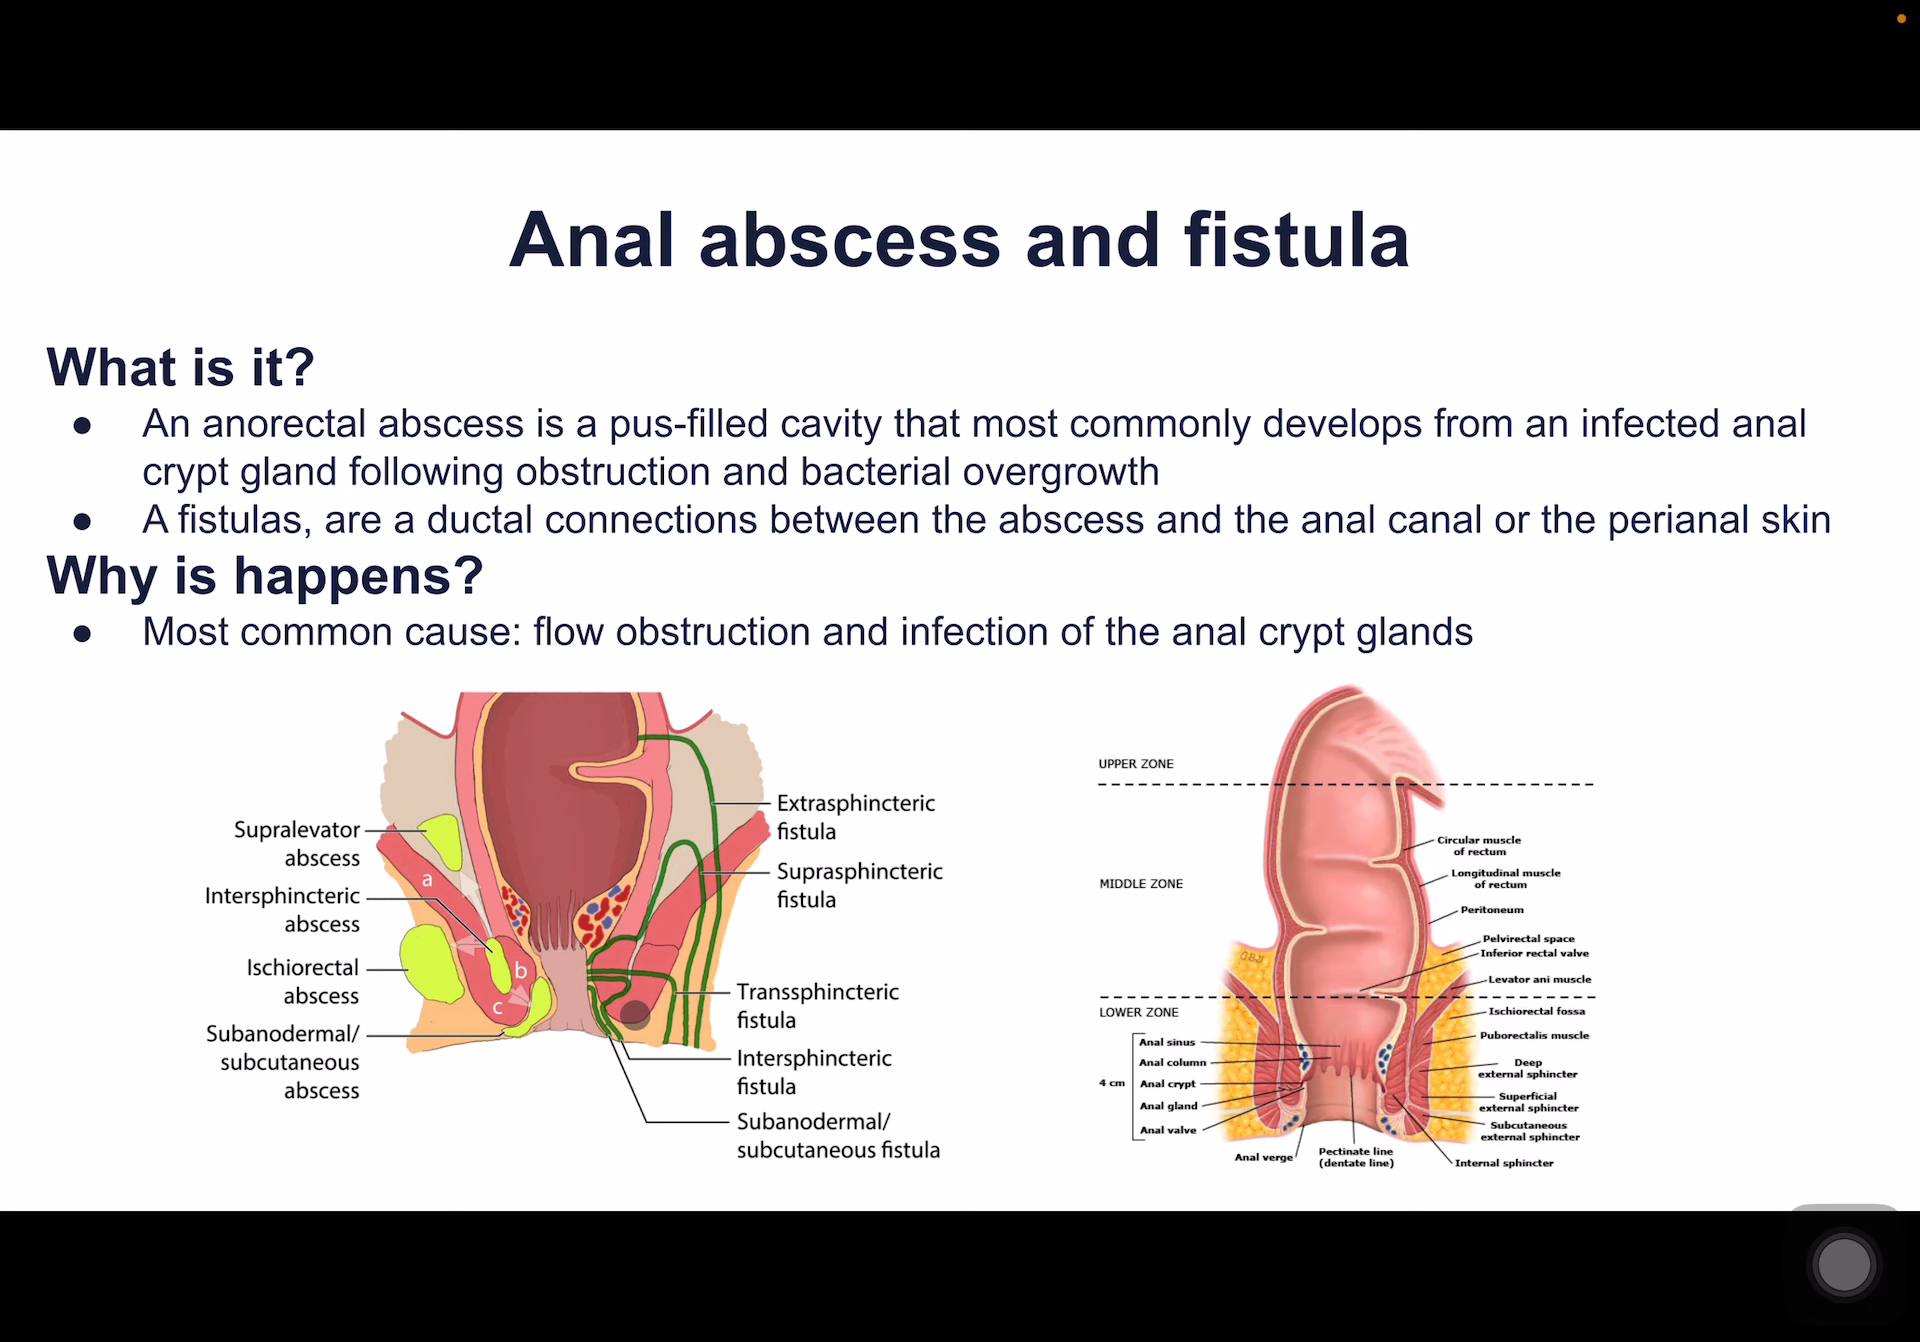 Anal abscess and fistula
What is it?
● An anorectal abscess is a pus-filled cavity that most commonly develops from an infected anal
crypt gland following obstruction and bacterial overgrowth
● A fistulas, are a ductal connections between the abscess and the anal canal or the perianal skin
Why is happens?
● Most common cause: flow obstruction and infection of the anal crypt glands
Supralevator
abscess
Intersphincteric
abscess
Ischiorectal
abscess
Subanodermal/
subcutaneous
abscess
a
b
c
Extrasphincteric
fistula
Suprasphincteric
fistula
Transsphincteric
fistula
Intersphincteric
fistula
Subanodermal/
subcutaneous fistula
UPPER ZONE
MIDDLE ZONE
LOWER ZONE
4 cm
Anal sinus
Anal column
Anal crypt
Anal gland
Anal valve
Anal verge
Pectinate line
(dentate line)
Circular muscle
of rectum
Longitudinal muscle
of rectum
Peritoneum
Pelvirectal space
Inferior rectal valve
Levator ani muscle
Ischiorectal fossa
Puborectalis muscle
Deep
external sphincter
Superficial
external sphincter
Subcutaneous
external sphincter
Internal sphincter